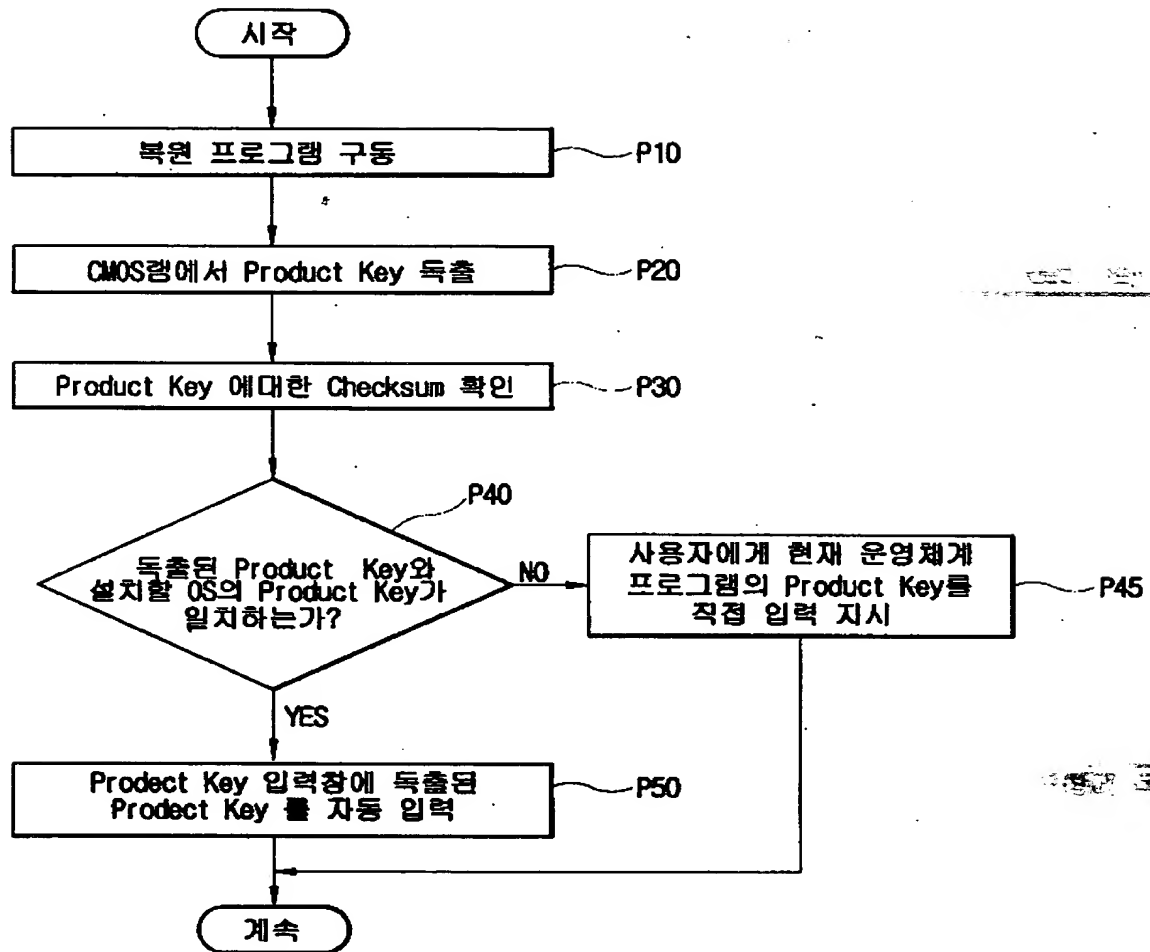 시작
복원 프로그램 구동
P10
CMOS램에서 Product Key 독출
P20
Product Key 에대한 Checksum 확인
P30
P40
독출된 Product Key와
설치할 OS의 Product Key가
일치하는가?
NO
사용자에게 현재 운영체계
프로그램의 Product Key를
직접 입력 지시
P45
YES
Prodect Key 입력창에 독출된
Prodect Key 를 자동 입력
P50
계속